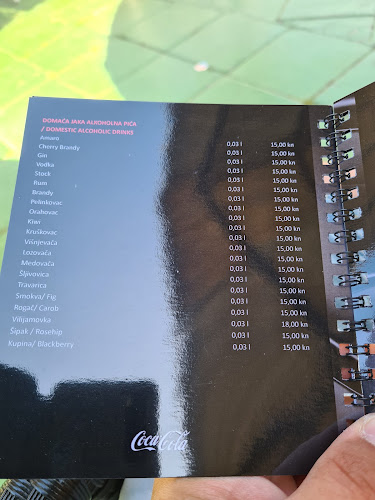 DOMAĆA JAKA ALKOHOLNA PIĆA
/ DOMESTIC ALCOHOLIC DRINKS
Amaro 0,03 l 15,00 kn
Cherry Brondy 0,03 l 15,00 kn
Gin 0,03 l 15,00 kn
Vodka 0,03 l 15,00 kn
Stock 0,03 l 15,00 kn
Rum 0,03 l 15,00 kn
Brandy 0,03 l 15,00 kn
Pelinkovac 0,03 l 15,00 kn
Orahovac 0,03 l 15,00 kn
Kiwi 0,03 l 15,00 kn
Kruškovac 0,03 l 15,00 kn
Višnjevača 0,03 l 15,00 kn
Lozovača 0,03 l 15,00 kn
Medovača 0,03 l 15,00 kn
Šljivovica 0,03 l 15,00 kn
Travarica 0,03 l 15,00 kn
Smokva/ Fig 0,03 l 15,00 kn
Rogač/ Carob 0,03 l 15,00 kn
Viljamovka 0,03 l 18,00 kn
Šipak / Rosehip 0,03 l 15,00 kn
Kupina/ Blackberry 0,03 l 15,00 kn
Coca-Cola